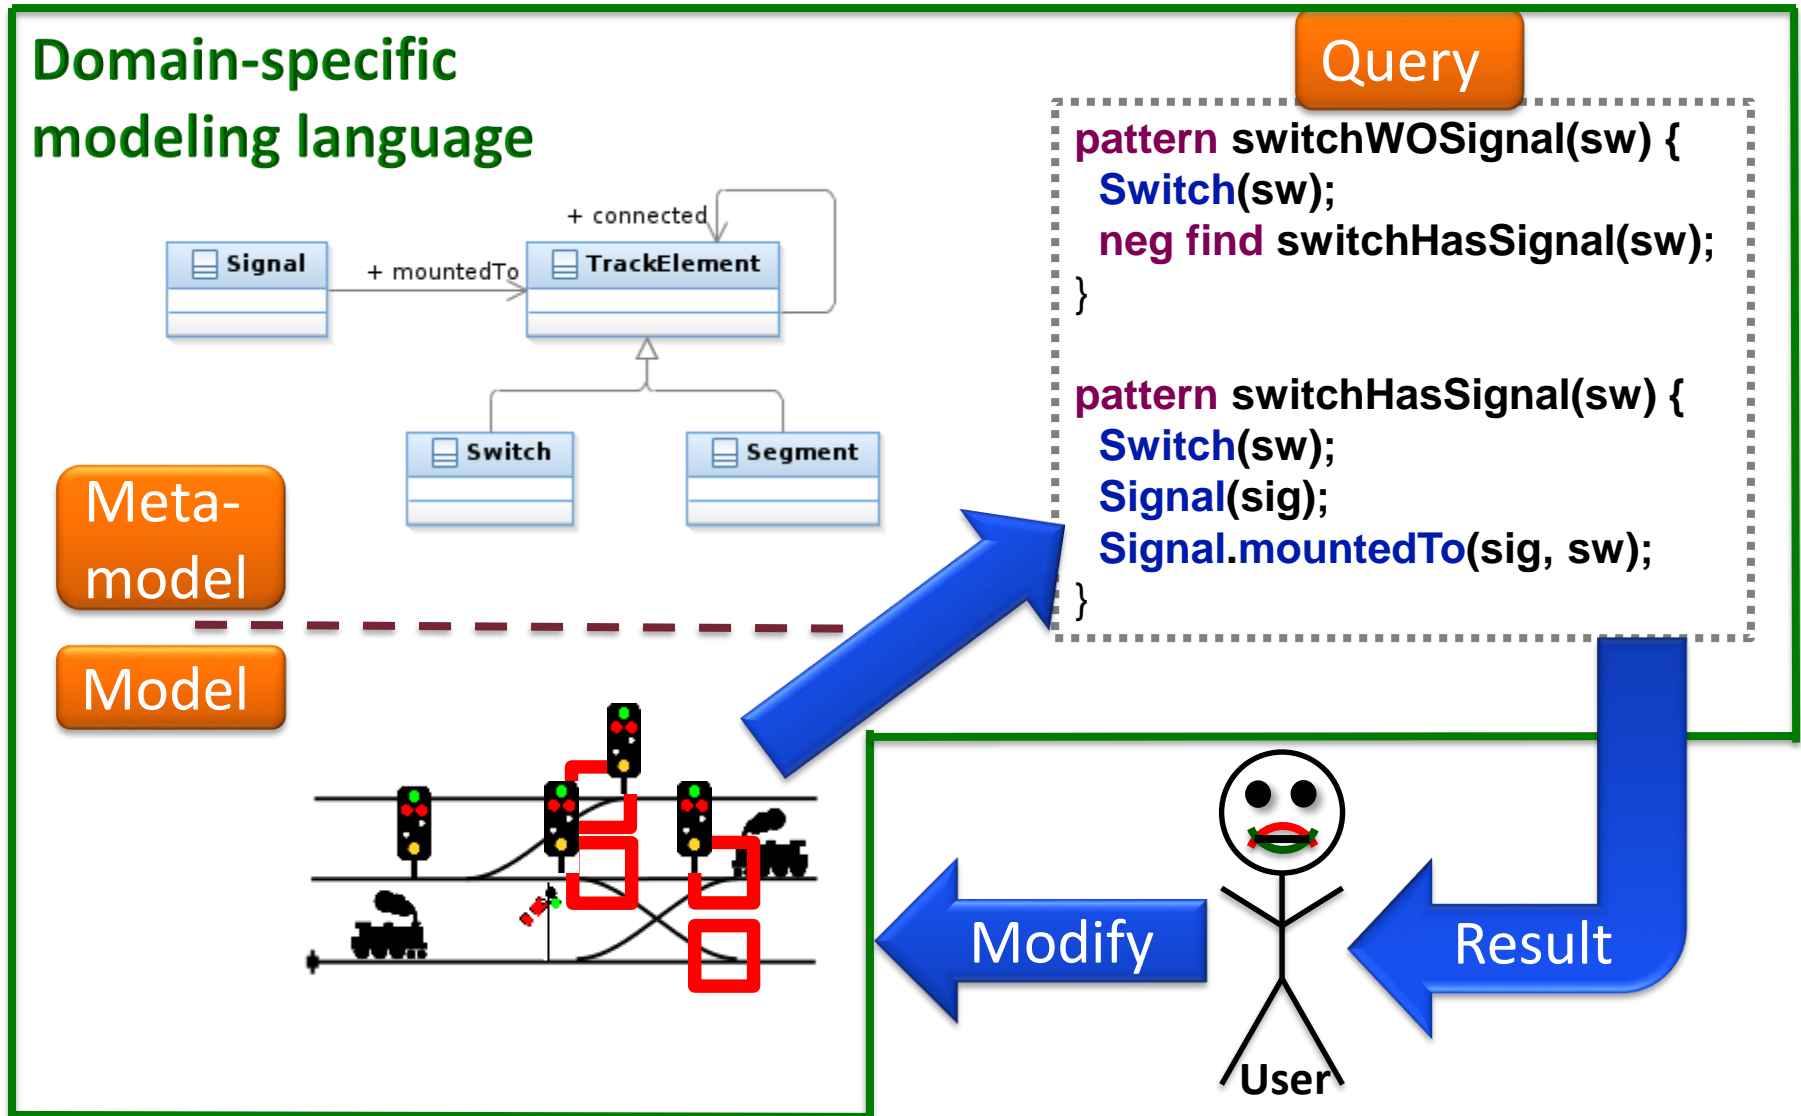 Domain-specific
modeling language
Query
pattern switchWOSignal(sw) {
Switch(sw);
neg find switchHasSignal(sw);
}
pattern switchHasSignal(sw) {
Switch(sw);
Signal(sig);
Signal.mountedTo(sig, sw);
}
+ connected
Signal
+ mountedTo
TrackElement
Switch
Segment
Meta-
model
Model
Modify
Result
User